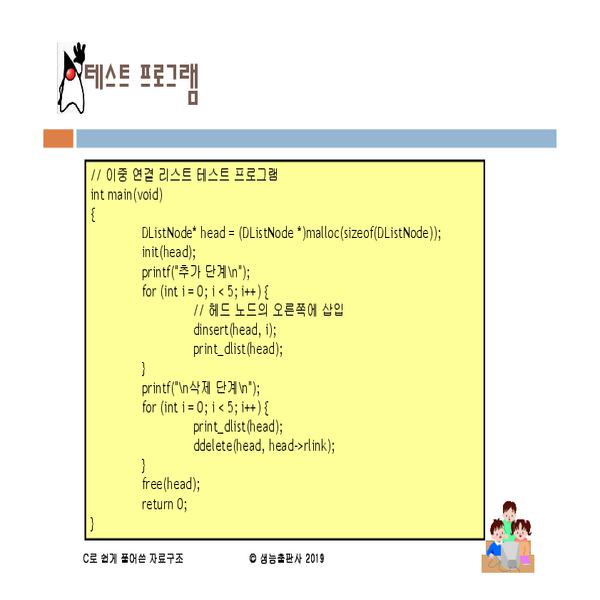 테스트 프로그램
// 이중 연결 리스트 테스트 프로그램
int main(void)
{
DListNode* head = (DListNode *)malloc(sizeof(DListNode));
init(head);
printf("추가 단계\n");
for (int i = 0; i < 5; i++) {
// 헤드 노드의 오른쪽에 삽입
dinsert(head, i);
print_dlist(head);
}
printf("\n삭제 단계\n");
for (int i = 0; i < 5; i++) {
print_dlist(head);
ddelete(head, head->rlink);
}
free(head);
return 0;
}
C로 쉽게 풀어쓴 자료구조 © 생능출판사 2019